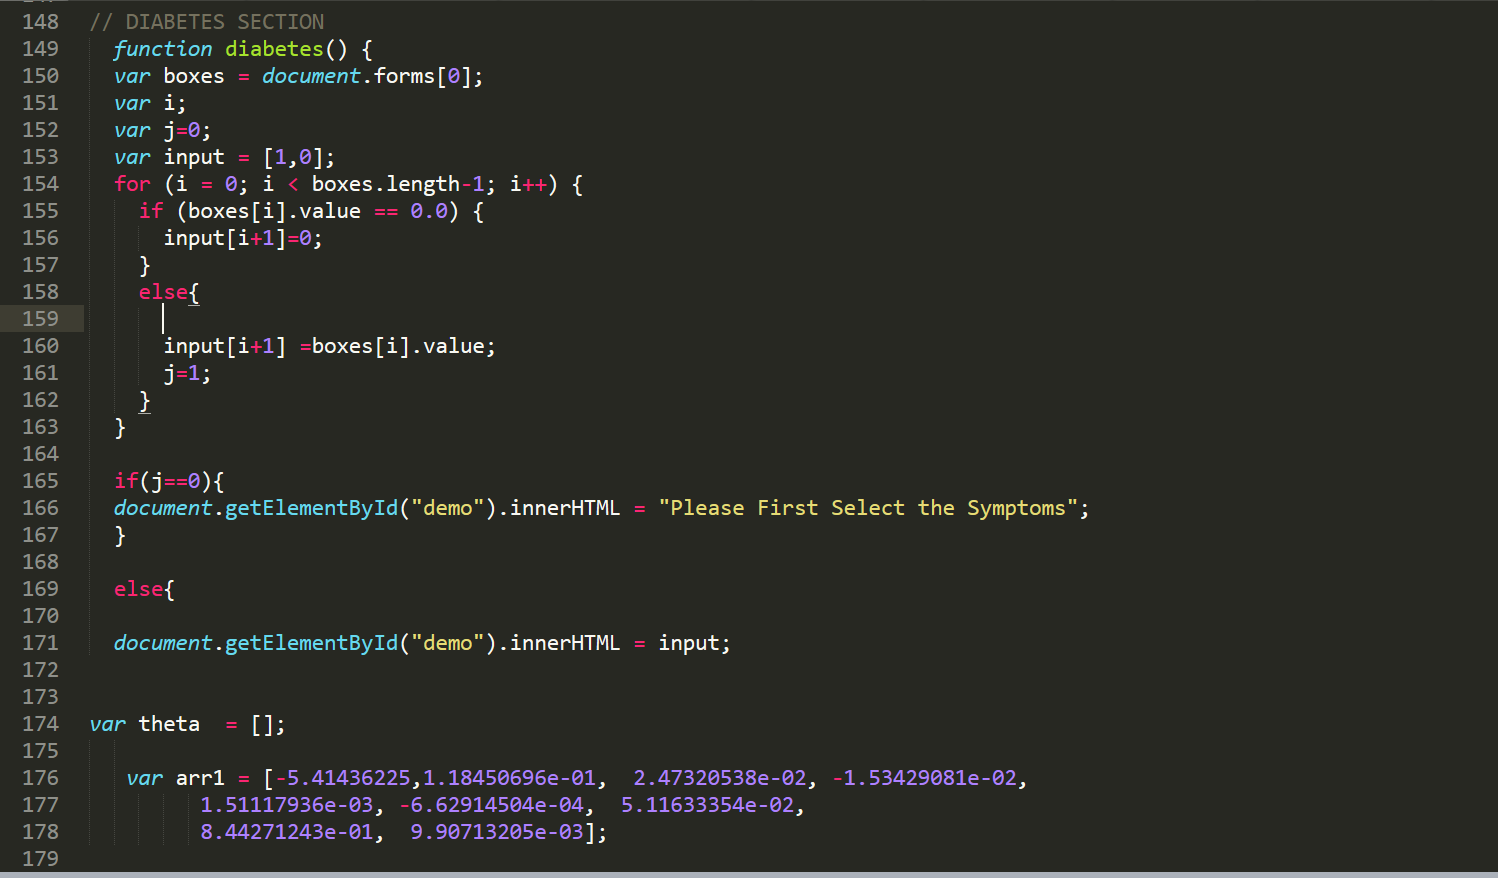 148 // DIABETES SECTION
149 function diabetes() {
150 var boxes = document.forms[0];
151 var i;
152 var j=0;
153 var input = [1,0];
154 for (i = 0; i < boxes.length-1; i++) {
155 if (boxes[i].value == 0.0) {
156 input[i+1]=0;
157 }
158 else{
159
160 input[i+1] =boxes[i].value;
161 j=1;
162 }
163 }
164
165 if(j==0){
166 document.getElementById("demo").innerHTML = "Please First Select the Symptoms";
167 }
168
169 else{
170
171 document.getElementById("demo").innerHTML = input;
172
173
174 var theta  = [];
175
176 var arr1 = [-5.41436225,1.18450696e-01,  2.47320538e-02, -1.53429081e-02,
177 1.51117936e-03, -6.62914504e-04,  5.11633354e-02,
178 8.44271243e-01,  9.90713205e-03];
179